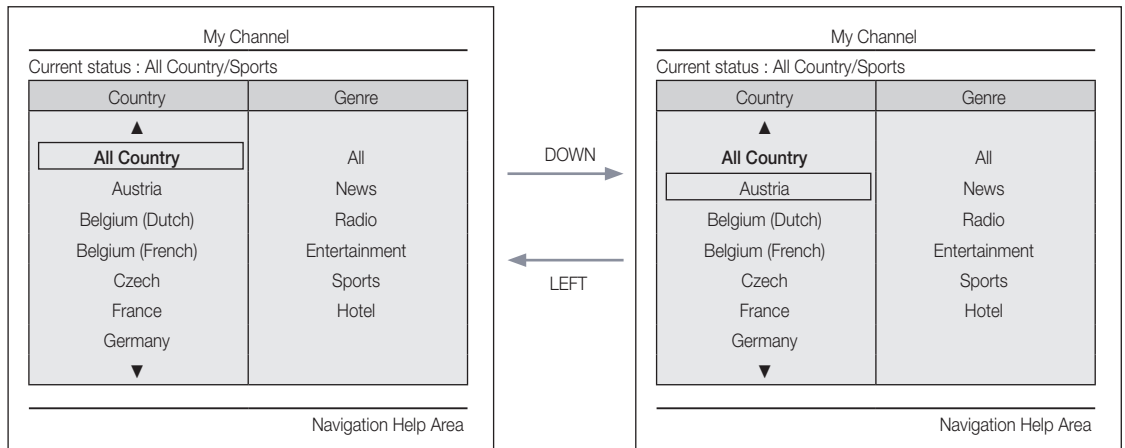 My Channel
Current status : All Country/Sports
Country Genre
▲
All Country All
Austria News
Belgium (Dutch) Radio
Belgium (French) Entertainment
Czech Sports
France Hotel
Germany
▼
Navigation Help Area
DOWN
LEFT
My Channel
Current status : All Country/Sports
Country Genre
▲
All Country All
Austria News
Belgium (Dutch) Radio
Belgium (French) Entertainment
Czech Sports
France Hotel
Germany
▼
Navigation Help Area